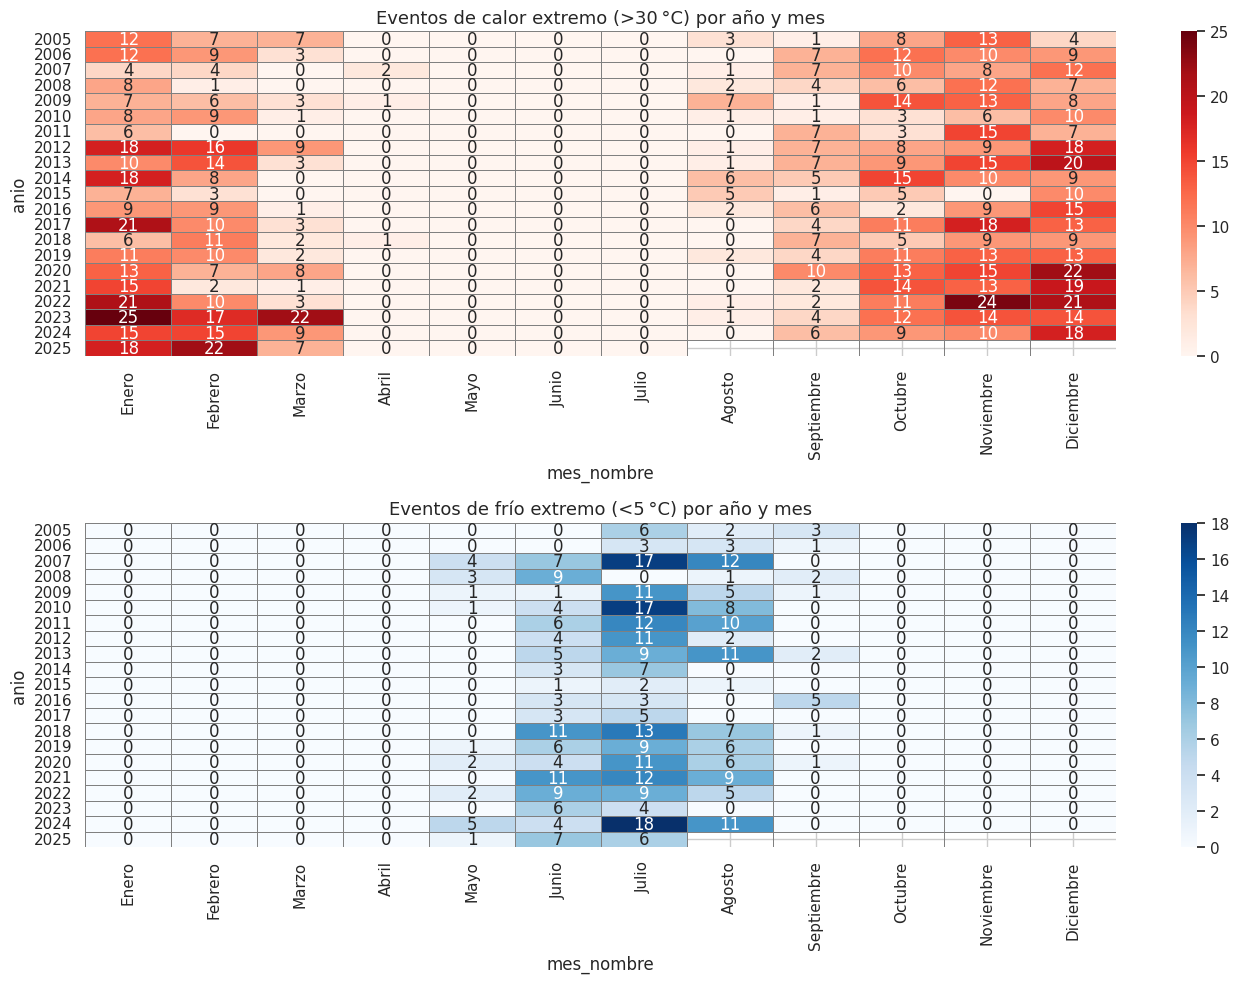 Eventos de calor extremo (>30 °C) por año y mes
2005 12 7 7 0 0 0 0 3 1 8 13 4
2006 12 9 3 0 0 0 0 0 7 12 10 9
2007 4 4 0 2 0 0 0 1 7 10 8 12
2008 8 1 0 0 0 0 0 2 4 6 12 7
2009 7 6 3 1 0 0 0 7 1 14 13 8
2010 8 9 1 0 0 0 0 1 1 3 6 10
2011 6 0 0 0 0 0 0 0 7 3 15 7
2012 18 16 9 0 0 0 0 1 7 8 9 18
2013 10 14 3 0 0 0 0 1 7 9 15 20
2014 18 8 0 0 0 0 0 6 5 15 10 9
2015 7 3 0 0 0 0 0 5 1 5 0 10
2016 9 9 1 0 0 0 0 2 6 2 9 15
2017 21 10 3 0 0 0 0 0 4 11 18 13
2018 6 11 2 1 0 0 0 0 7 5 9 9
2019 11 10 2 0 0 0 0 2 4 11 13 13
2020 13 7 8 0 0 0 0 0 10 13 15 22
2021 15 2 1 0 0 0 0 0 2 14 13 19
2022 21 10 3 0 0 0 0 1 2 11 24 21
2023 25 17 22 0 0 0 0 1 4 12 14 14
2024 15 15 9 0 0 0 0 0 6 9 10 18
2025 18 22 7 0 0 0 0
anio
Enero Febrero Marzo Abril Mayo Junio Julio Agosto Septiembre Octubre Noviembre Diciembre
mes_nombre
25
20
15
10
5
0
Eventos de frío extremo (<5 °C) por año y mes
2005 0 0 0 0 0 0 6 2 3 0 0 0
2006 0 0 0 0 0 0 3 3 1 0 0 0
2007 0 0 0 0 4 7 17 12 0 0 0 0
2008 0 0 0 0 3 9 0 1 2 0 0 0
2009 0 0 0 0 1 1 11 5 1 0 0 0
2010 0 0 0 0 1 4 17 8 0 0 0 0
2011 0 0 0 0 0 6 12 10 0 0 0 0
2012 0 0 0 0 0 4 11 2 0 0 0 0
2013 0 0 0 0 0 5 9 11 2 0 0 0
2014 0 0 0 0 0 3 7 0 0 0 0 0
2015 0 0 0 0 0 1 2 1 0 0 0 0
2016 0 0 0 0 0 3 3 0 5 0 0 0
2017 0 0 0 0 0 3 5 0 0 0 0 0
2018 0 0 0 0 0 11 13 7 1 0 0 0
2019 0 0 0 0 1 6 9 6 0 0 0 0
2020 0 0 0 0 2 4 11 6 1 0 0 0
2021 0 0 0 0 0 11 12 9 0 0 0 0
2022 0 0 0 0 2 9 9 5 0 0 0 0
2023 0 0 0 0 0 6 4 0 0 0 0 0
2024 0 0 0 0 5 4 18 11 0 0 0 0
2025 0 0 0 0 1 7 6
anio
Enero Febrero Marzo Abril Mayo Junio Julio Agosto Septiembre Octubre Noviembre Diciembre
mes_nombre
18
16
14
12
10
8
6
4
2
0